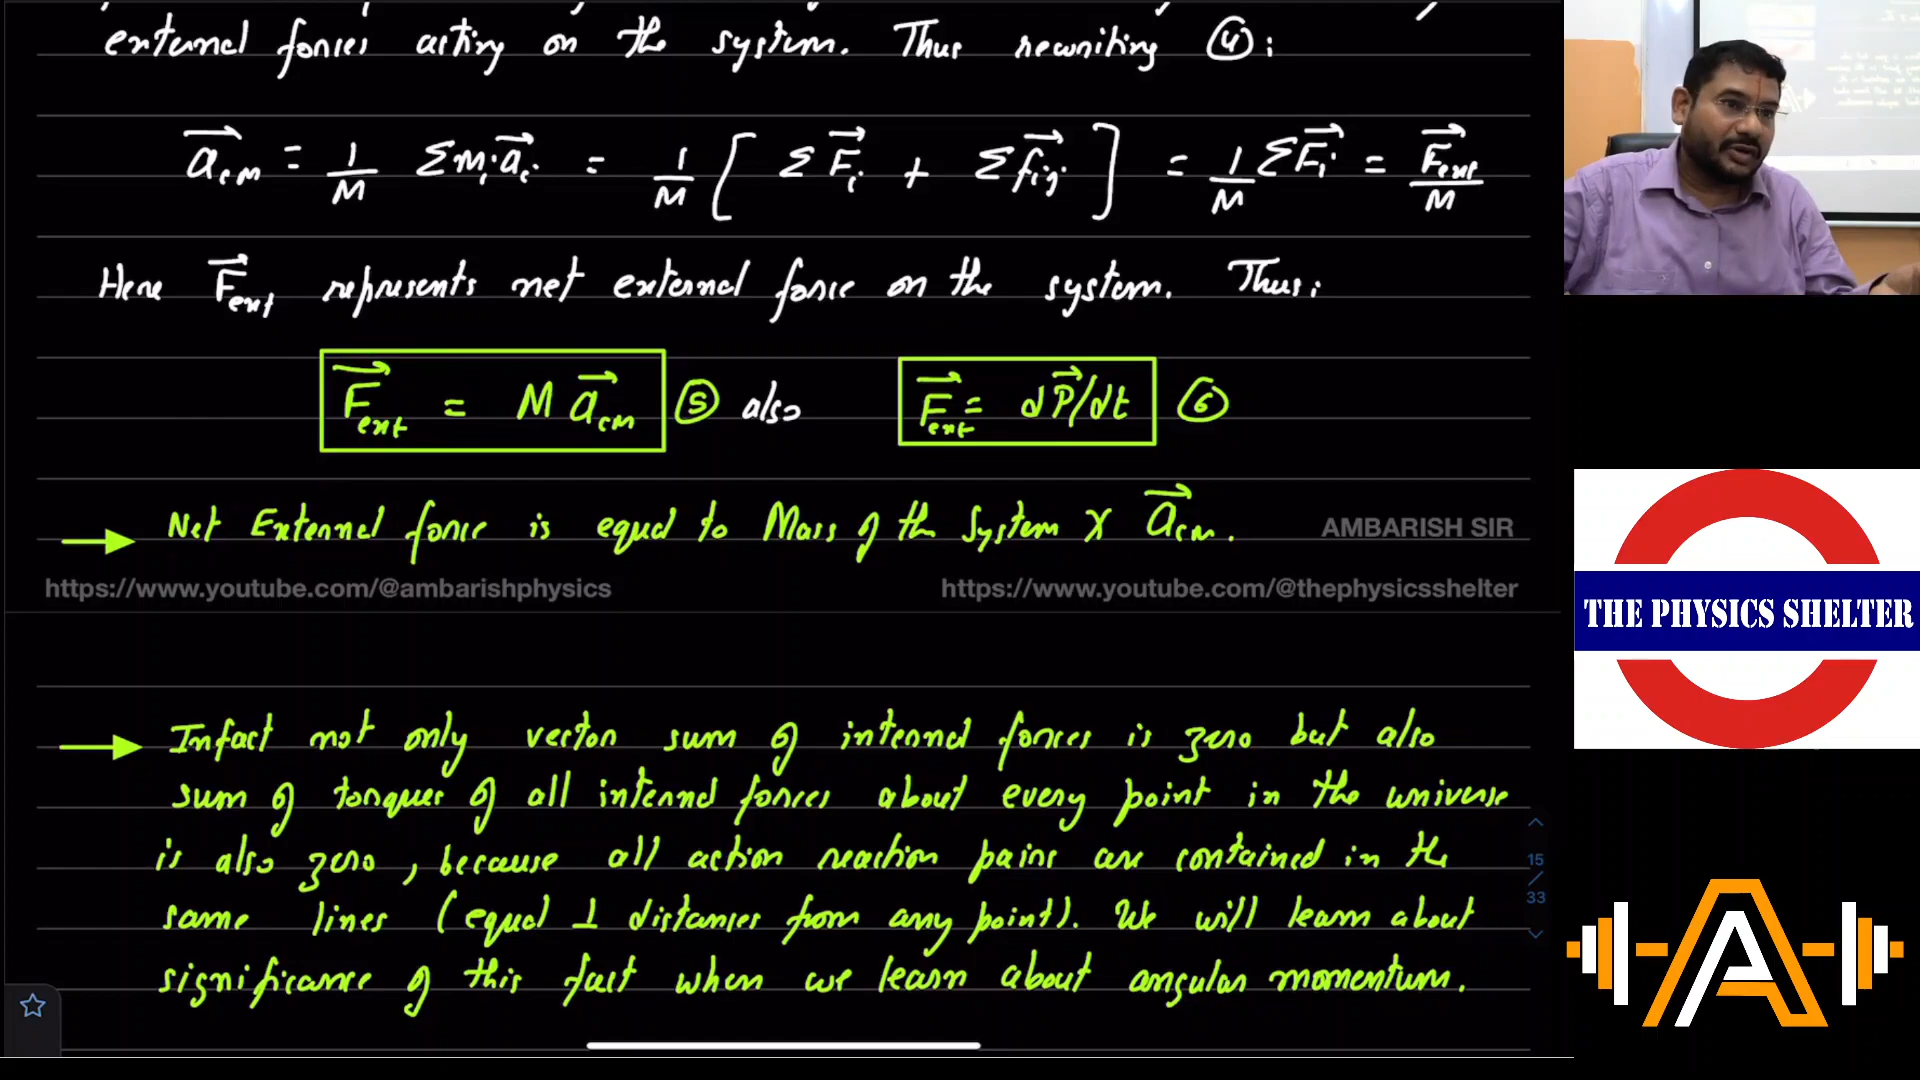 external forces acting on the system. Thus rewriting ④:
a⃗cm = 1/M Σmᵢa⃗ᵢ = 1/M [ ΣF⃗ᵢ + Σf⃗ij ] = 1/M ΣF⃗ᵢ = F⃗ext/M
Here F⃗ext represents net external force on the system. Thus:
F⃗ext = M a⃗cm ⑤ also F⃗ext = dP⃗/dt ⑥
→ Net External force is equal to Mass of the System X a⃗cm.
AMBARISH SIR
https://www.youtube.com/@ambarishphysics
https://www.youtube.com/@thephysicsshelter
→ Infact not only vector sum of internal forces is zero but also
sum of torques of all internal forces about every point in the universe
is also zero, because all action reaction pairs are contained in the
same lines (equal ⊥ distances from any point). We will learn about
significance of this fact when we learn about angular momentum.
15
/
33
THE PHYSICS SHELTER